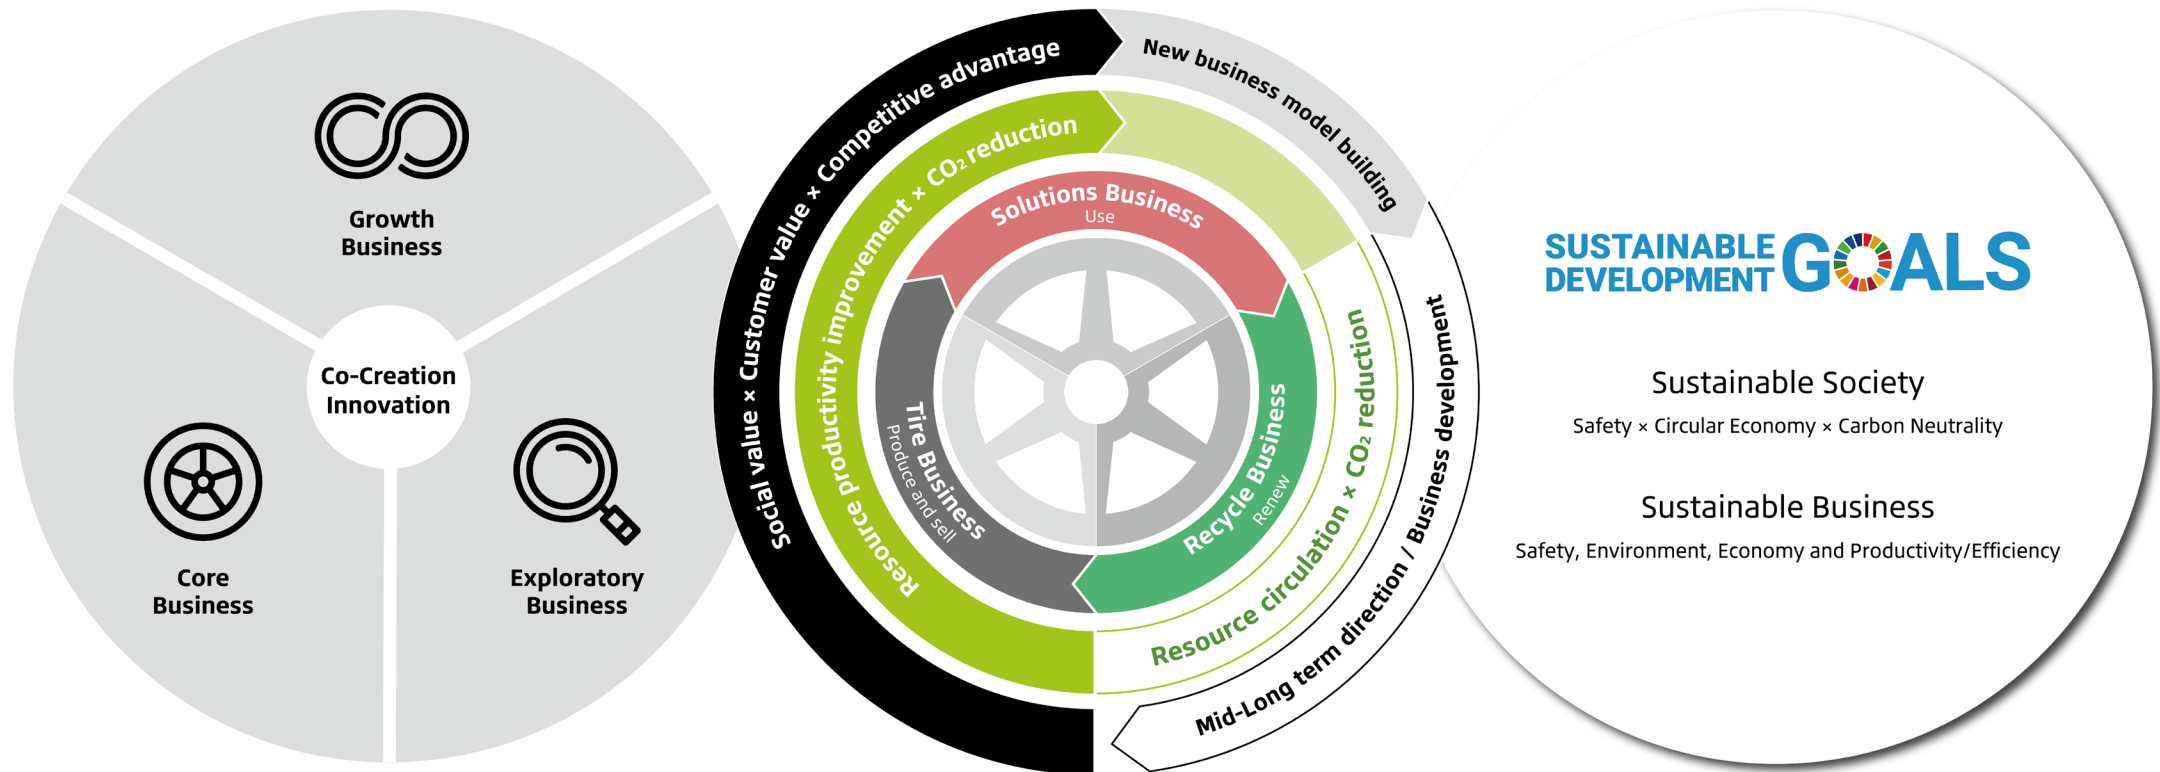 Growth
Business
Co-Creation
Innovation
Core
Business
Exploratory
Business
Social value × Customer value × Competitive advantage
New business model building
Mid-Long term direction / Business development
Resource productivity improvement × CO₂ reduction
Resource circulation × CO₂ reduction
Solutions Business
Use
Tire Business
Produce and sell
Recycle Business
Renew
SUSTAINABLE
DEVELOPMENT
GOALS
Sustainable Society
Safety × Circular Economy × Carbon Neutrality
Sustainable Business
Safety, Environment, Economy and Productivity/Efficiency